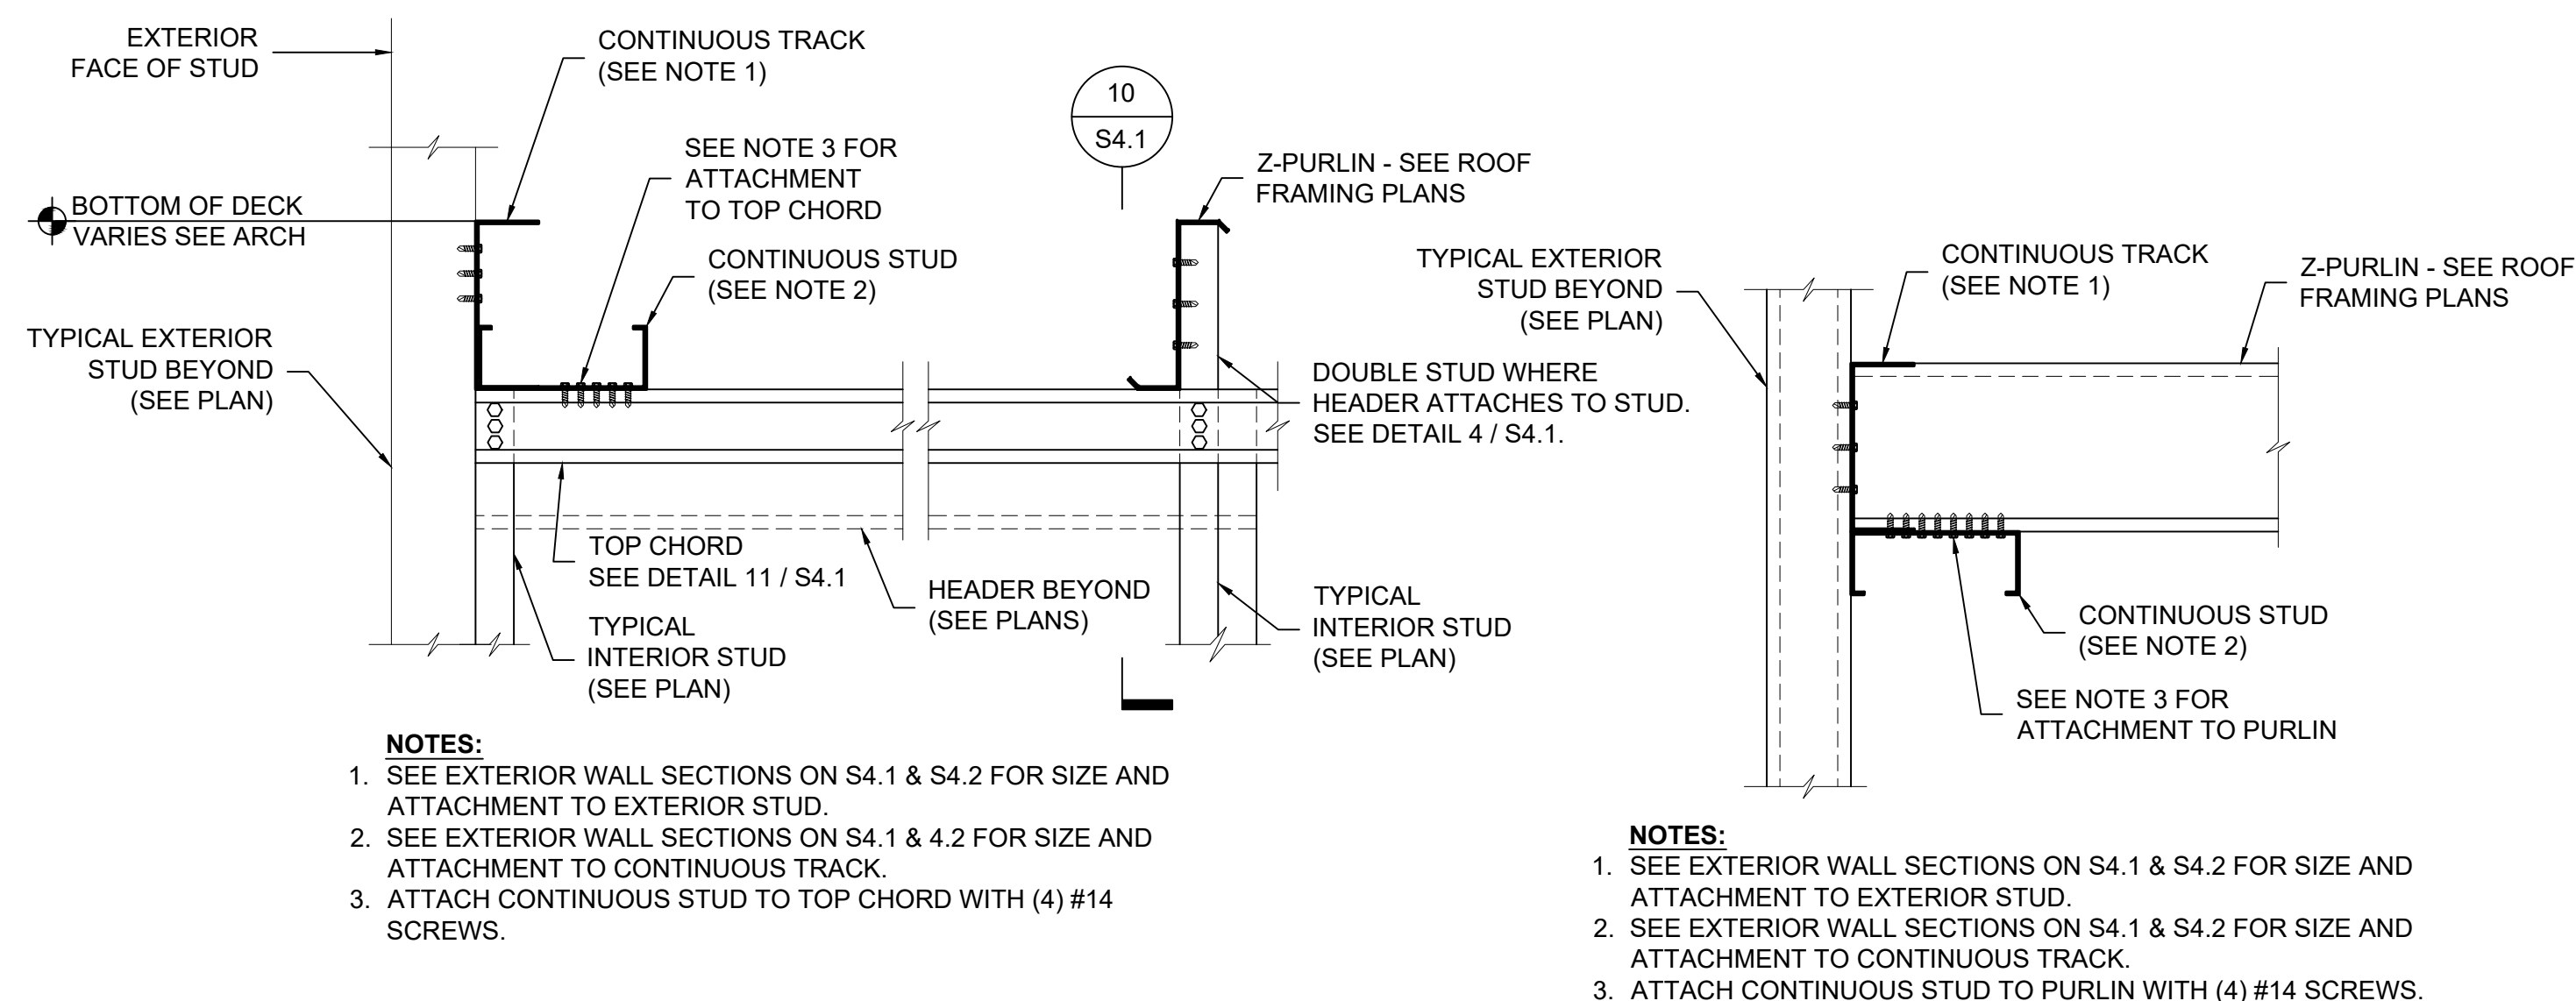 EXTERIOR
FACE OF STUD
CONTINUOUS TRACK
(SEE NOTE 1)
10
S4.1
SEE NOTE 3 FOR
ATTACHMENT
TO TOP CHORD
Z-PURLIN - SEE ROOF
FRAMING PLANS
BOTTOM OF DECK
VARIES SEE ARCH
CONTINUOUS STUD
(SEE NOTE 2)
TYPICAL EXTERIOR
STUD BEYOND
(SEE PLAN)
DOUBLE STUD WHERE
HEADER ATTACHES TO STUD.
SEE DETAIL 4 / S4.1.
TOP CHORD
SEE DETAIL 11 / S4.1
HEADER BEYOND
(SEE PLANS)
TYPICAL
INTERIOR STUD
(SEE PLAN)
TYPICAL
INTERIOR STUD
(SEE PLAN)
NOTES:
1. SEE EXTERIOR WALL SECTIONS ON S4.1 & S4.2 FOR SIZE AND
ATTACHMENT TO EXTERIOR STUD.
2. SEE EXTERIOR WALL SECTIONS ON S4.1 & 4.2 FOR SIZE AND
ATTACHMENT TO CONTINUOUS TRACK.
3. ATTACH CONTINUOUS STUD TO TOP CHORD WITH (4) #14
SCREWS.
TYPICAL EXTERIOR
STUD BEYOND
(SEE PLAN)
CONTINUOUS TRACK
(SEE NOTE 1)
Z-PURLIN - SEE ROOF
FRAMING PLANS
CONTINUOUS STUD
(SEE NOTE 2)
SEE NOTE 3 FOR
ATTACHMENT TO PURLIN
NOTES:
1. SEE EXTERIOR WALL SECTIONS ON S4.1 & S4.2 FOR SIZE AND
ATTACHMENT TO EXTERIOR STUD.
2. SEE EXTERIOR WALL SECTIONS ON S4.1 & S4.2 FOR SIZE AND
ATTACHMENT TO CONTINUOUS TRACK.
3. ATTACH CONTINUOUS STUD TO PURLIN WITH (4) #14 SCREWS.